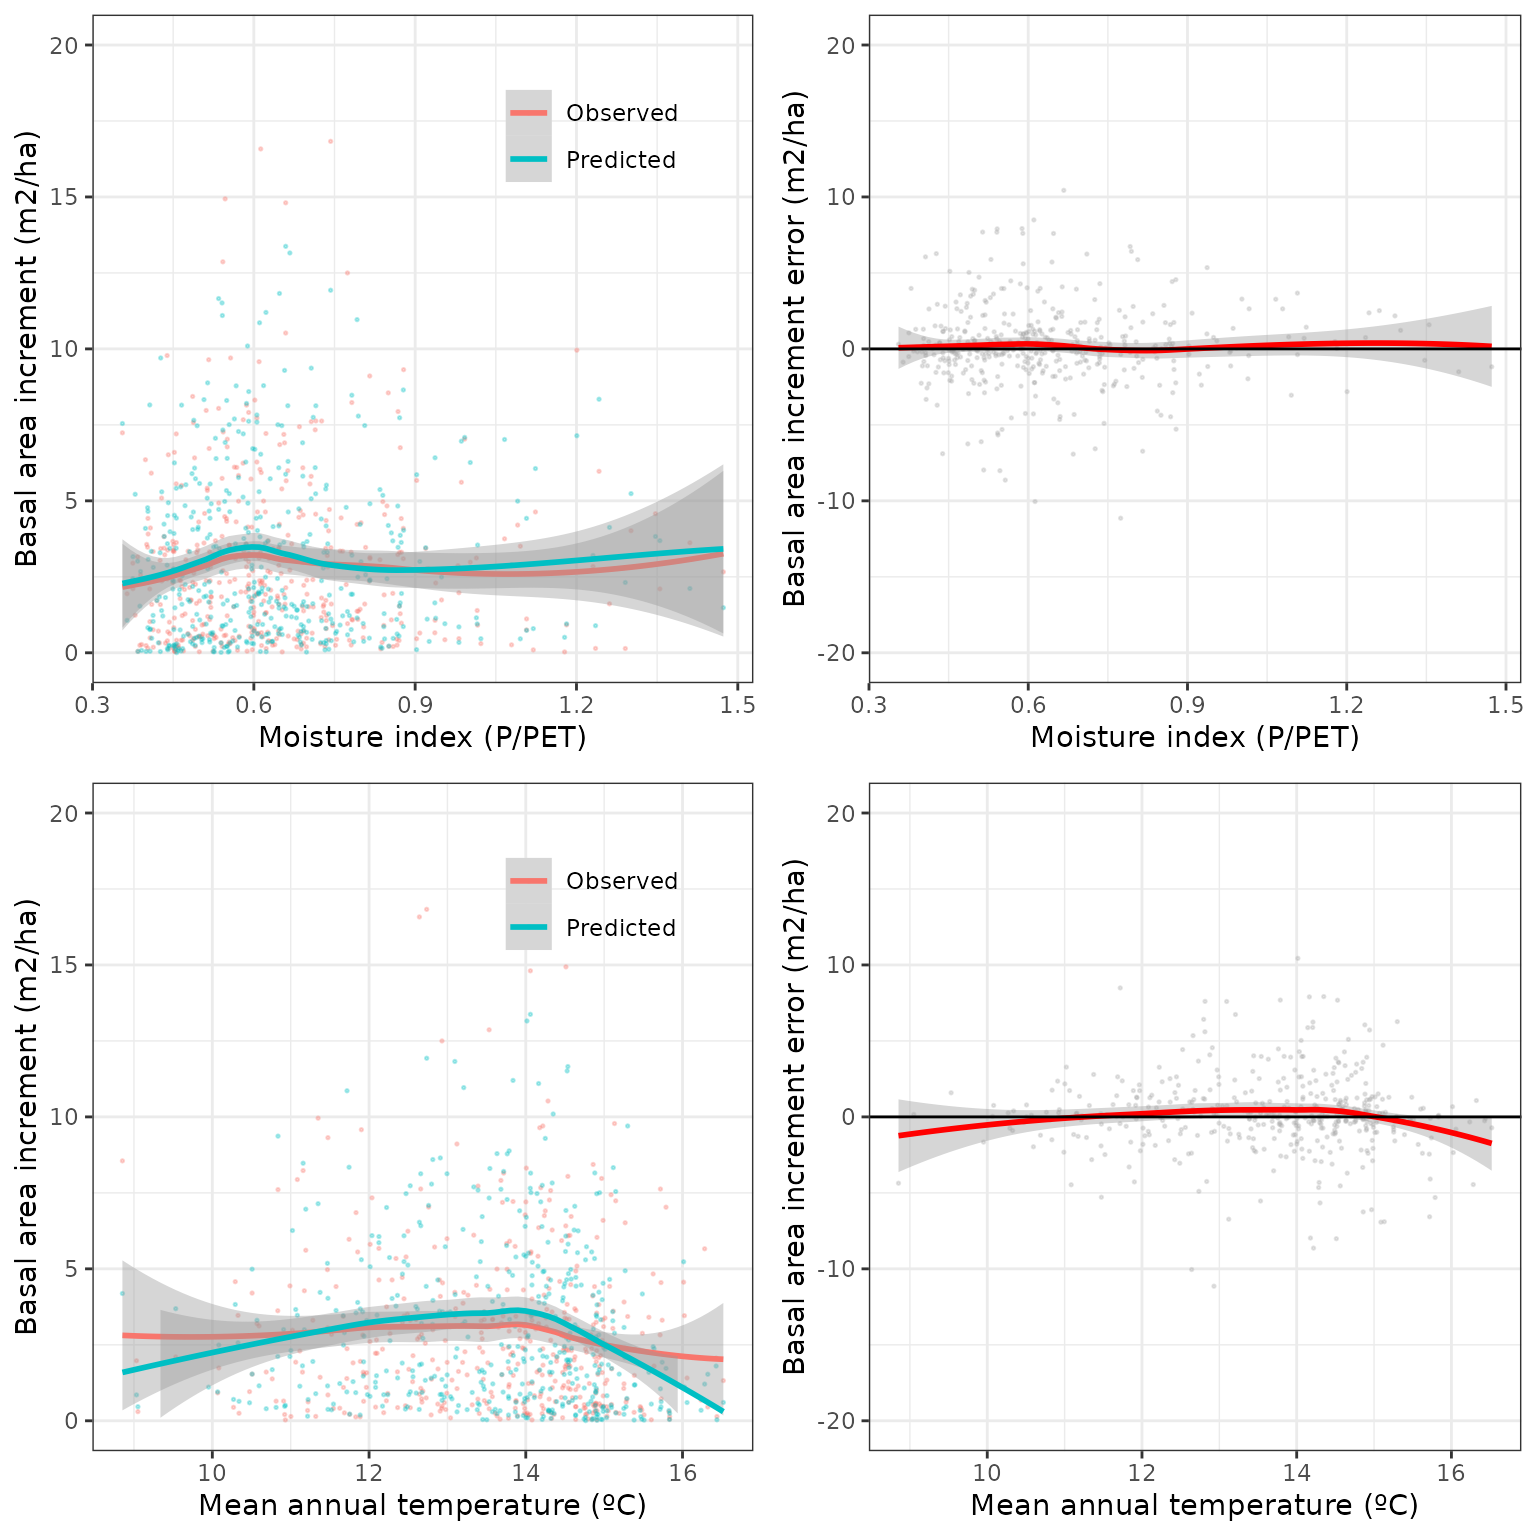 Basal area increment (m2/ha)
20
15
10
5
0
Observed
Predicted
0.3 0.6 0.9 1.2 1.5
Moisture index (P/PET)
Basal area increment error (m2/ha)
20
10
0
-10
-20
0.3 0.6 0.9 1.2 1.5
Moisture index (P/PET)
Basal area increment (m2/ha)
20
15
10
5
0
Observed
Predicted
10 12 14 16
Mean annual temperature (ºC)
Basal area increment error (m2/ha)
20
10
0
-10
-20
10 12 14 16
Mean annual temperature (ºC)